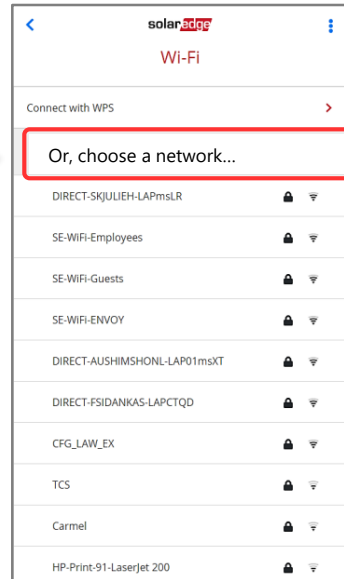 solaredge
Wi-Fi
Connect with WPS
Or, choose a network...
DIRECT-SKJULIEH-LAPmsLR
SE-WiFi-Employees
SE-WiFi-Guests
SE-WiFi-ENVOY
DIRECT-AUSHIMSHONL-LAP01msXT
DIRECT-FSIDANKAS-LAPCTQD
CFG_LAW_EX
TCS
Carmel
HP-Print-91-LaserJet 200